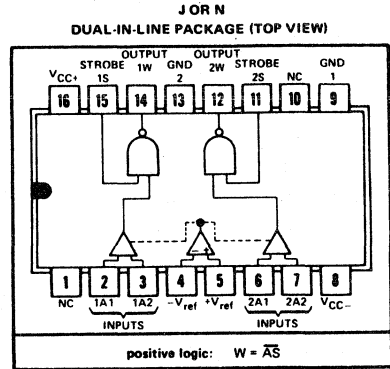 J OR N
DUAL-IN-LINE PACKAGE (TOP VIEW)
VCC+ STROBE 1S OUTPUT 1W GND 2 OUTPUT 2W STROBE 2S NC GND 1
16 15 14 13 12 11 10 9
- +
1 2 3 4 5 6 7 8
NC 1A1 1A2 -Vref +Vref 2A1 2A2 VCC-
INPUTS INPUTS
positive logic: W = A̅S̅